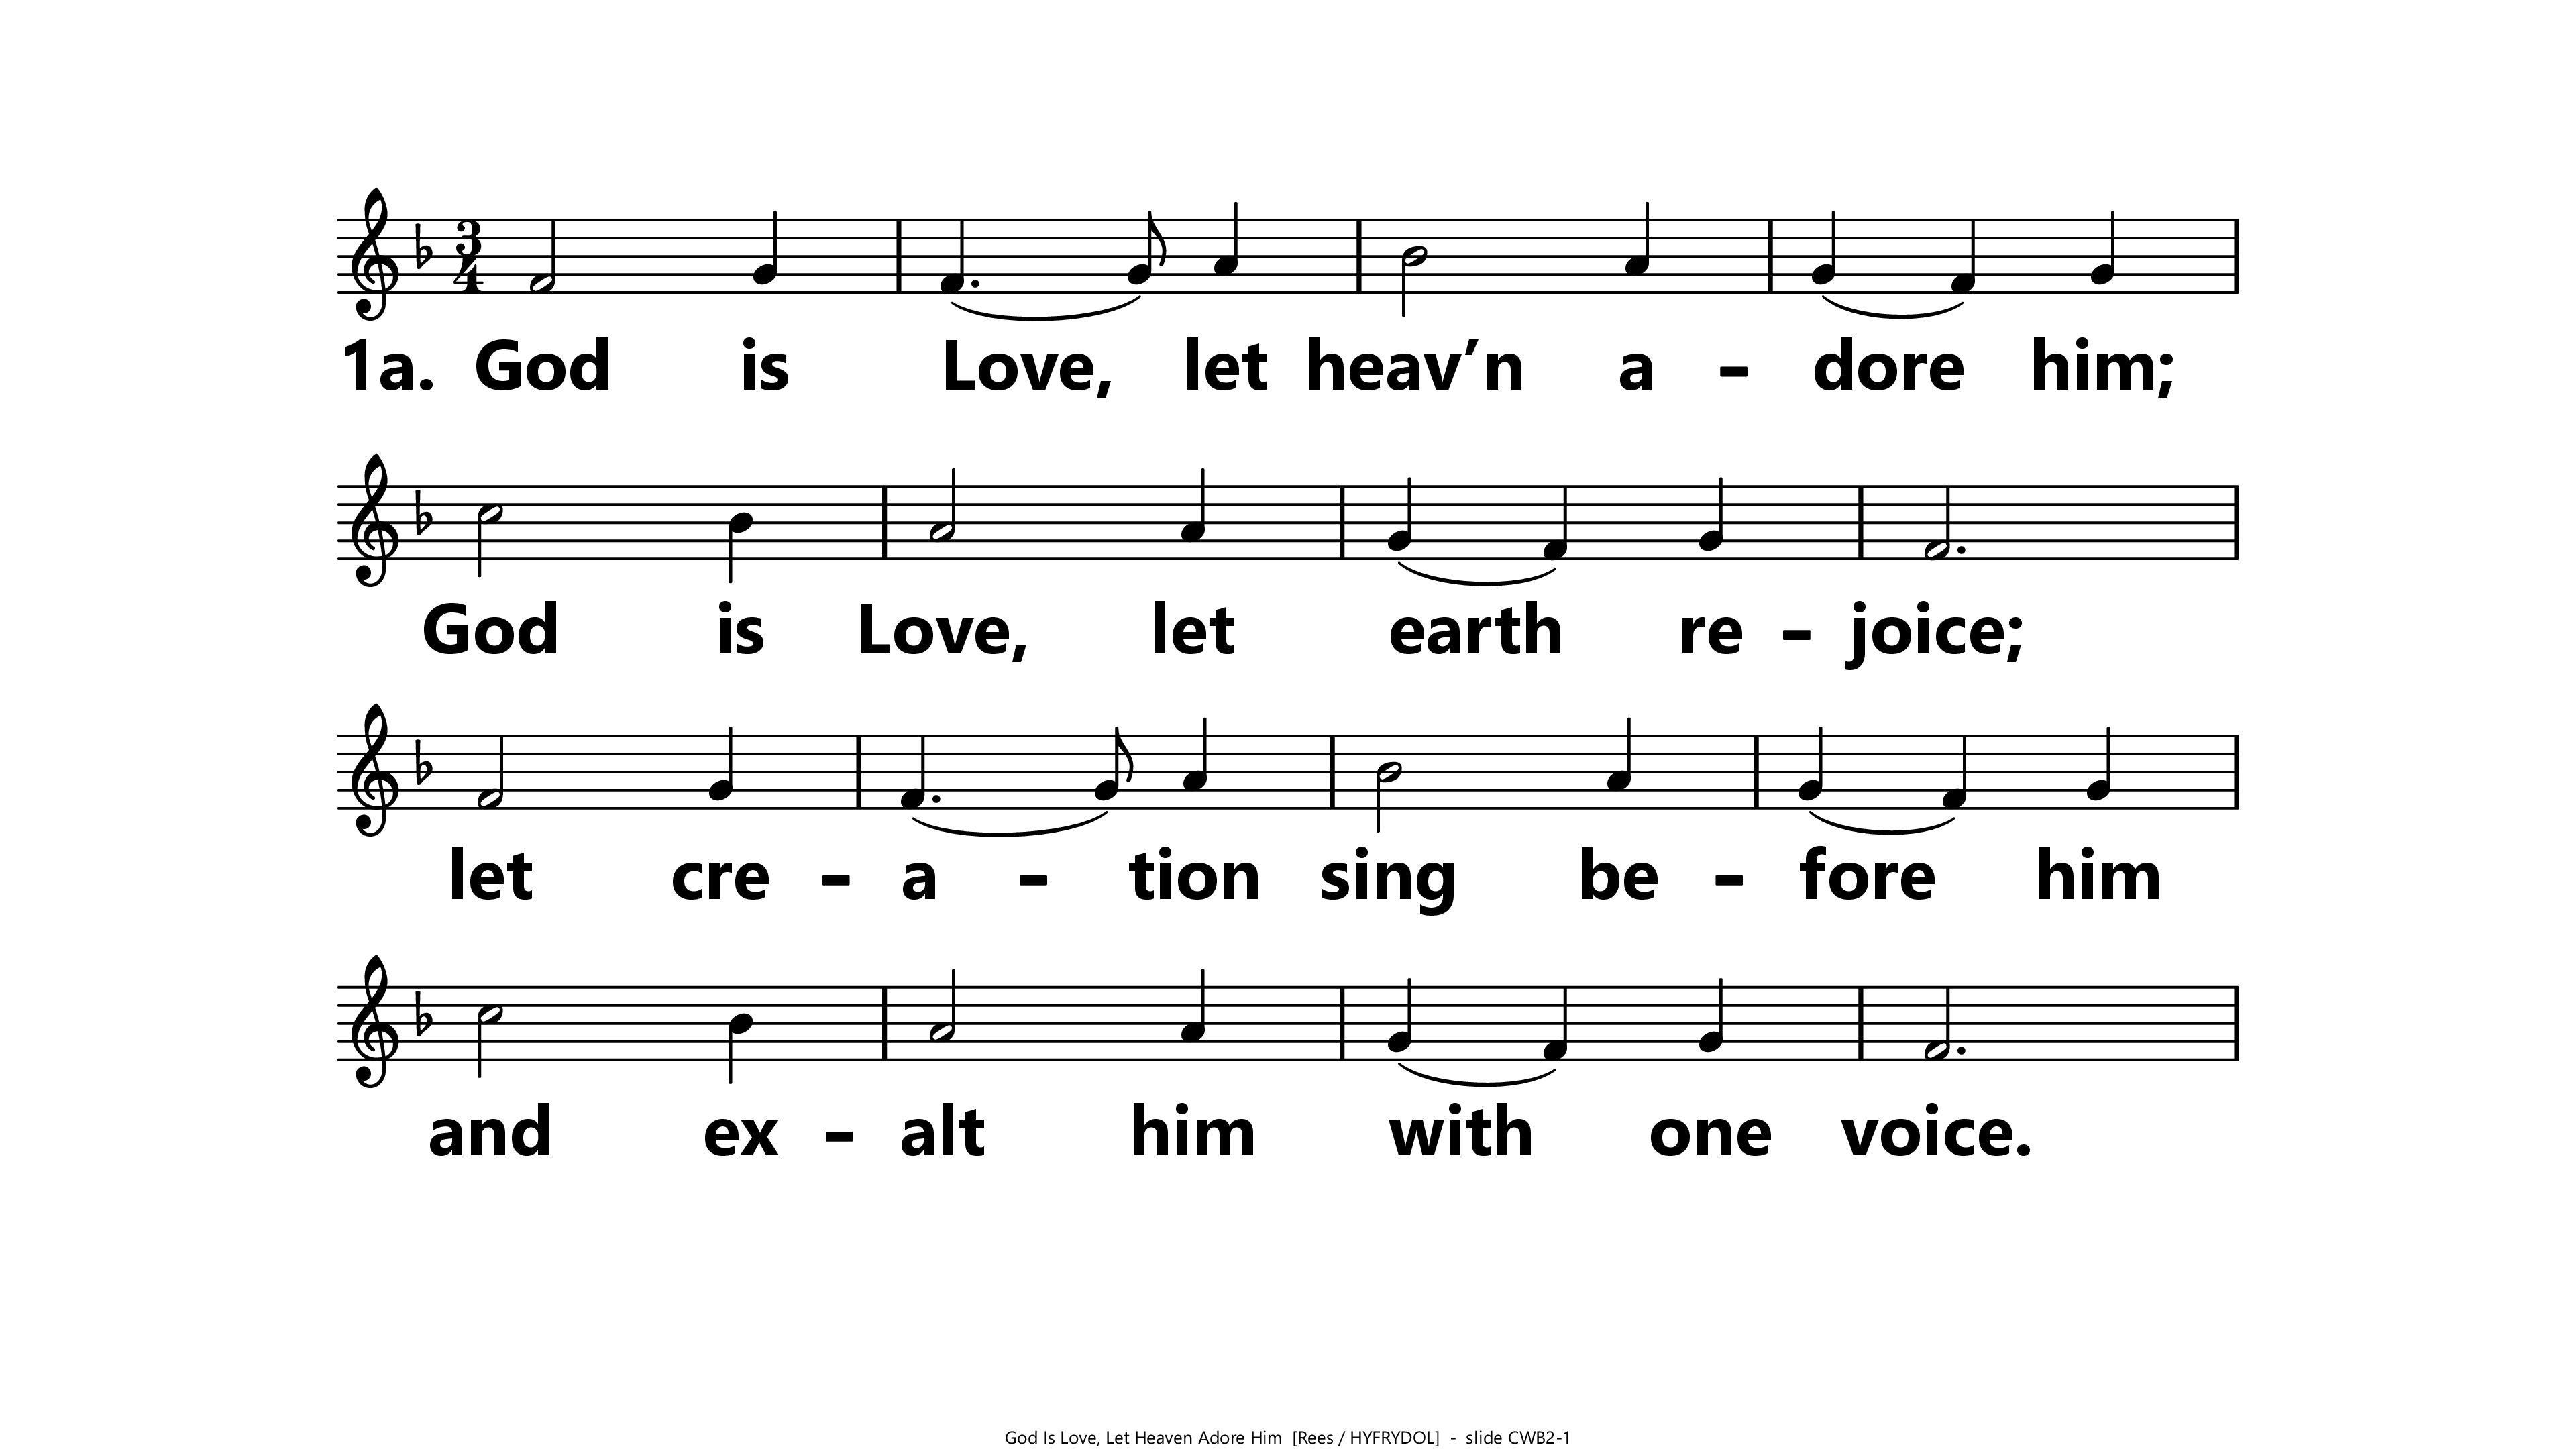 1a. God is Love, let heav’n a - dore him;
God is Love, let earth re - joice;
let cre - a - tion sing be - fore him
and ex - alt him with one voice.
God Is Love, Let Heaven Adore Him [Rees / HYFRYDOL] - slide CWB2-1